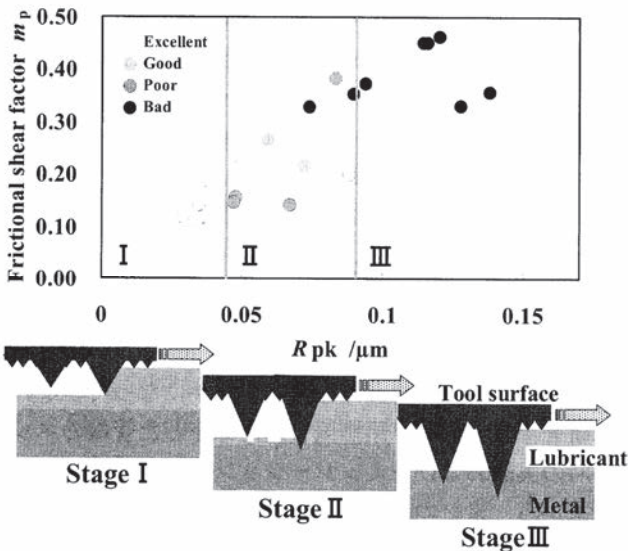 Frictional shear factor mp
0.50
0.40
0.30
0.20
0.10
0.00
Excellent
Good
Poor
Bad
I
II
III
0
0.05
0.1
0.15
Rpk /μm
Stage I
Stage II
Tool surface
Lubricant
Metal
Stage III